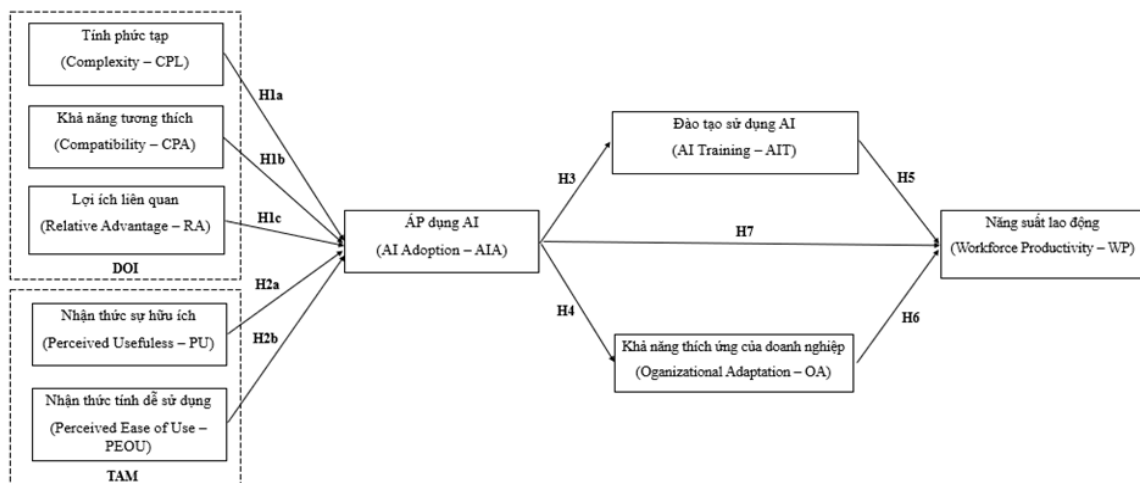 Tính phức tạp
(Complexity – CPL)
H1a
Khả năng tương thích
(Compatibility – CPA)
H1b
Lợi ích liên quan
(Relative Advantage – RA)
H1c
DOI
Nhận thức sự hữu ích
(Perceived Usefuless – PU)
H2a
Nhận thức tính dễ sử dụng
(Perceived Ease of Use –
PEOU)
H2b
TAM
ÁP dụng AI
(AI Adoption – AIA)
H3
H4
Đào tạo sử dụng AI
(AI Training – AIT)
H5
H7
Khả năng thích ứng của doanh nghiệp
(Oganizational Adaptation – OA)
H6
Năng suất lao động
(Workforce Productivity – WP)